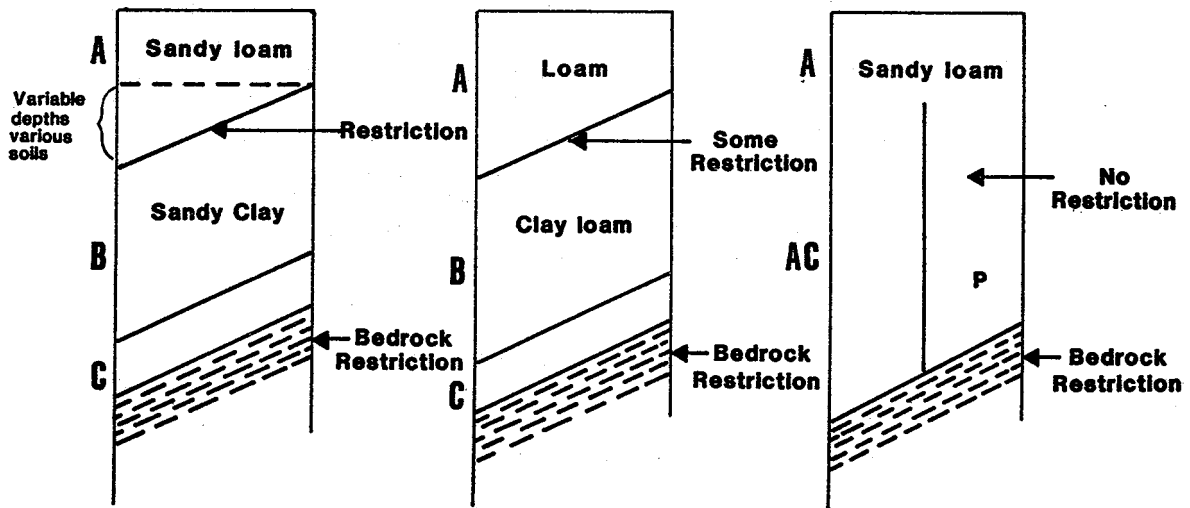 A
Sandy loam
Variable
depths
various
soils
Restriction
Sandy Clay
B
Bedrock
Restriction
C
A
Loam
Some
Restriction
Clay loam
B
Bedrock
Restriction
C
A
Sandy loam
No
Restriction
AC
P
Bedrock
Restriction